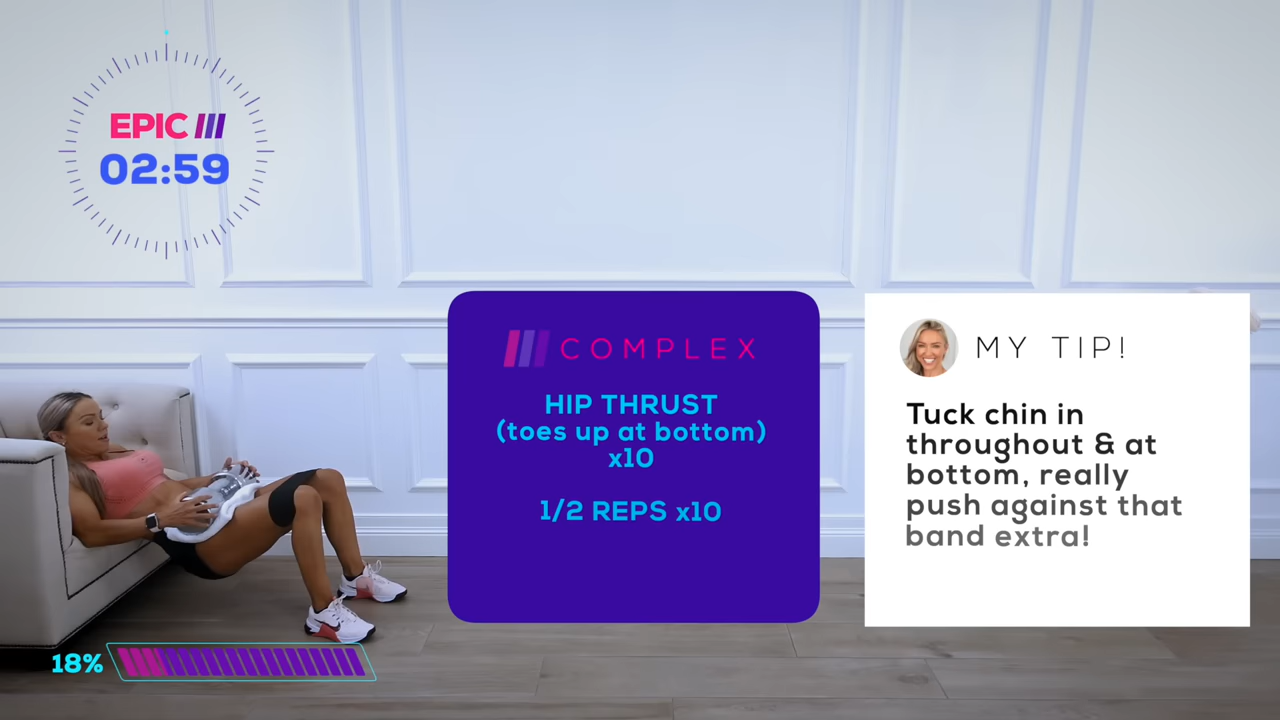 EPIC
02:59
COMPLEX
HIP THRUST
(toes up at bottom)
x10
1/2 REPS x10
MY TIP!
Tuck chin in
throughout & at
bottom, really
push against that
band extra!
18%